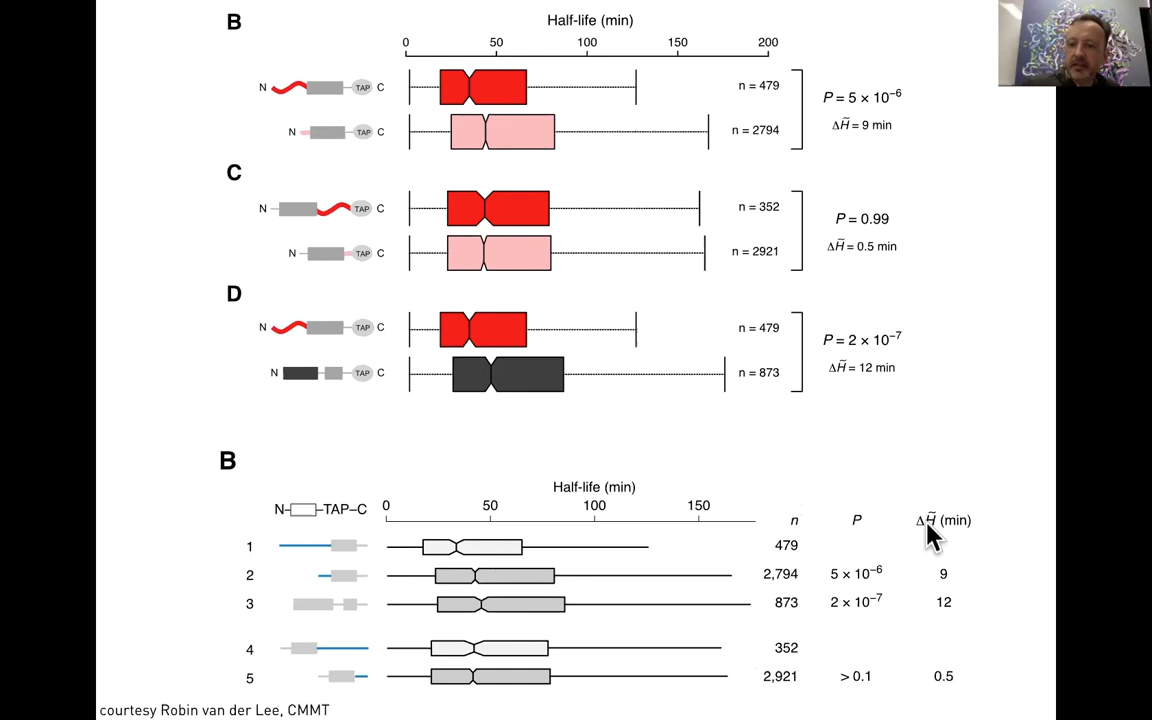 B
Half-life (min)
0 50 100 150 200
N TAP C n = 479
P = 5 × 10⁻⁶
N TAP C n = 2794
ΔH̃ = 9 min
C
N TAP C n = 352
P = 0.99
N TAP C n = 2921
ΔH̃ = 0.5 min
D
N TAP C n = 479
P = 2 × 10⁻⁷
N TAP C n = 873
ΔH̃ = 12 min
B
Half-life (min)
N TAP–C 0 50 100 150
n P ΔH̃ (min)
1 479
2 2,794 5 × 10⁻⁶ 9
3 873 2 × 10⁻⁷ 12
4 352
5 2,921 > 0.1 0.5
courtesy Robin van der Lee, CMMT